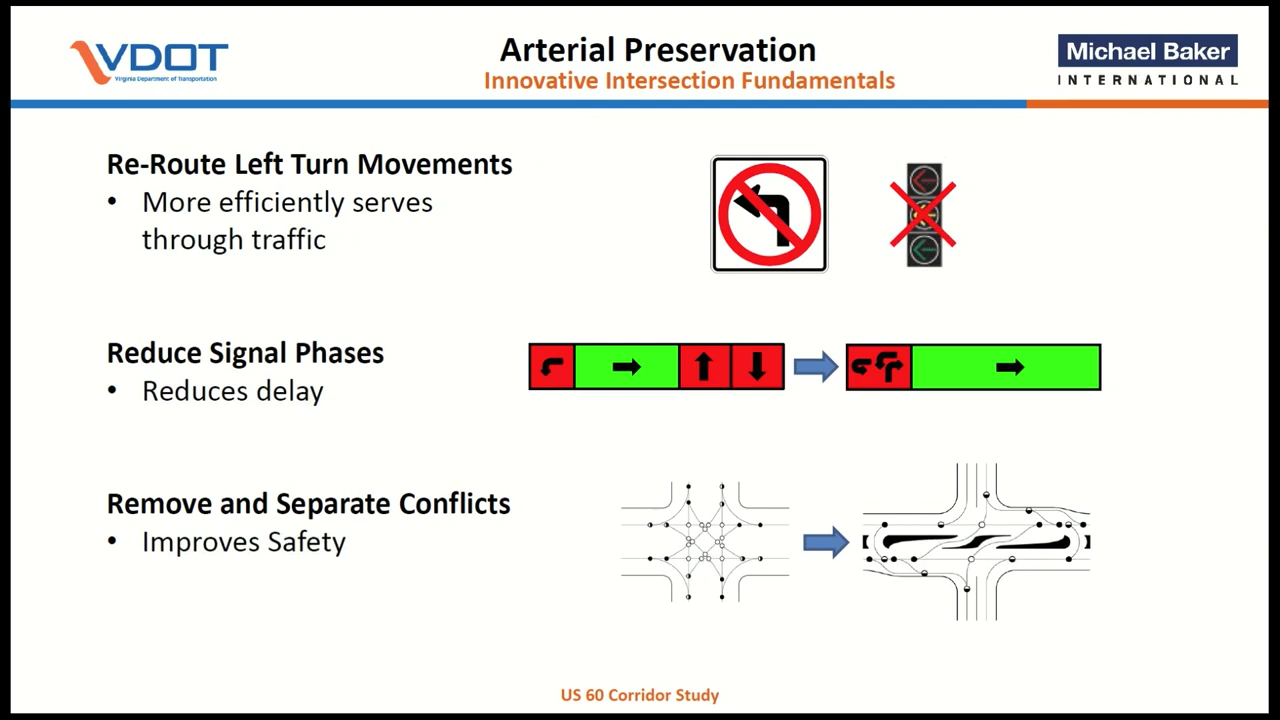 VDOT
Virginia Department of Transportation
Arterial Preservation
Innovative Intersection Fundamentals
Michael Baker
INTERNATIONAL
Re-Route Left Turn Movements
• More efficiently serves
through traffic
Reduce Signal Phases
• Reduces delay
Remove and Separate Conflicts
• Improves Safety
US 60 Corridor Study